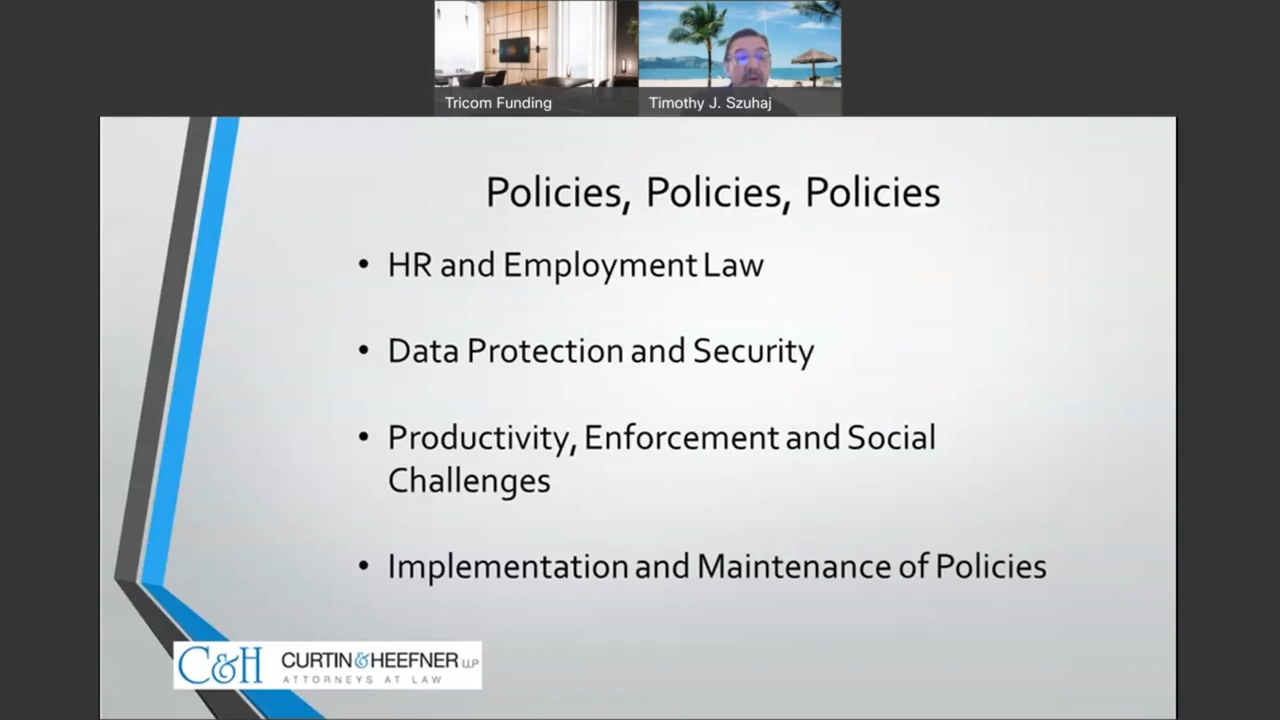 Tricom Funding
Timothy J. Szuhaj
Policies, Policies, Policies
• HR and Employment Law
• Data Protection and Security
• Productivity, Enforcement and Social
Challenges
• Implementation and Maintenance of Policies
C&H CURTIN&HEEFNER LLP
ATTORNEYS AT LAW